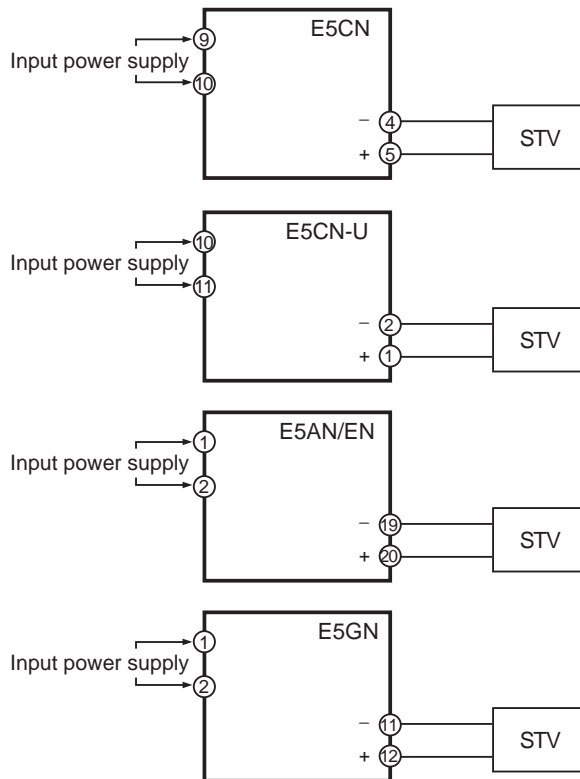 E5CN
9
Input power supply
10
− 4
STV
+ 5
E5CN-U
10
Input power supply
11
− 2
STV
+ 1
E5AN/EN
1
Input power supply
2
− 19
STV
+ 20
E5GN
1
Input power supply
2
− 11
STV
+ 12